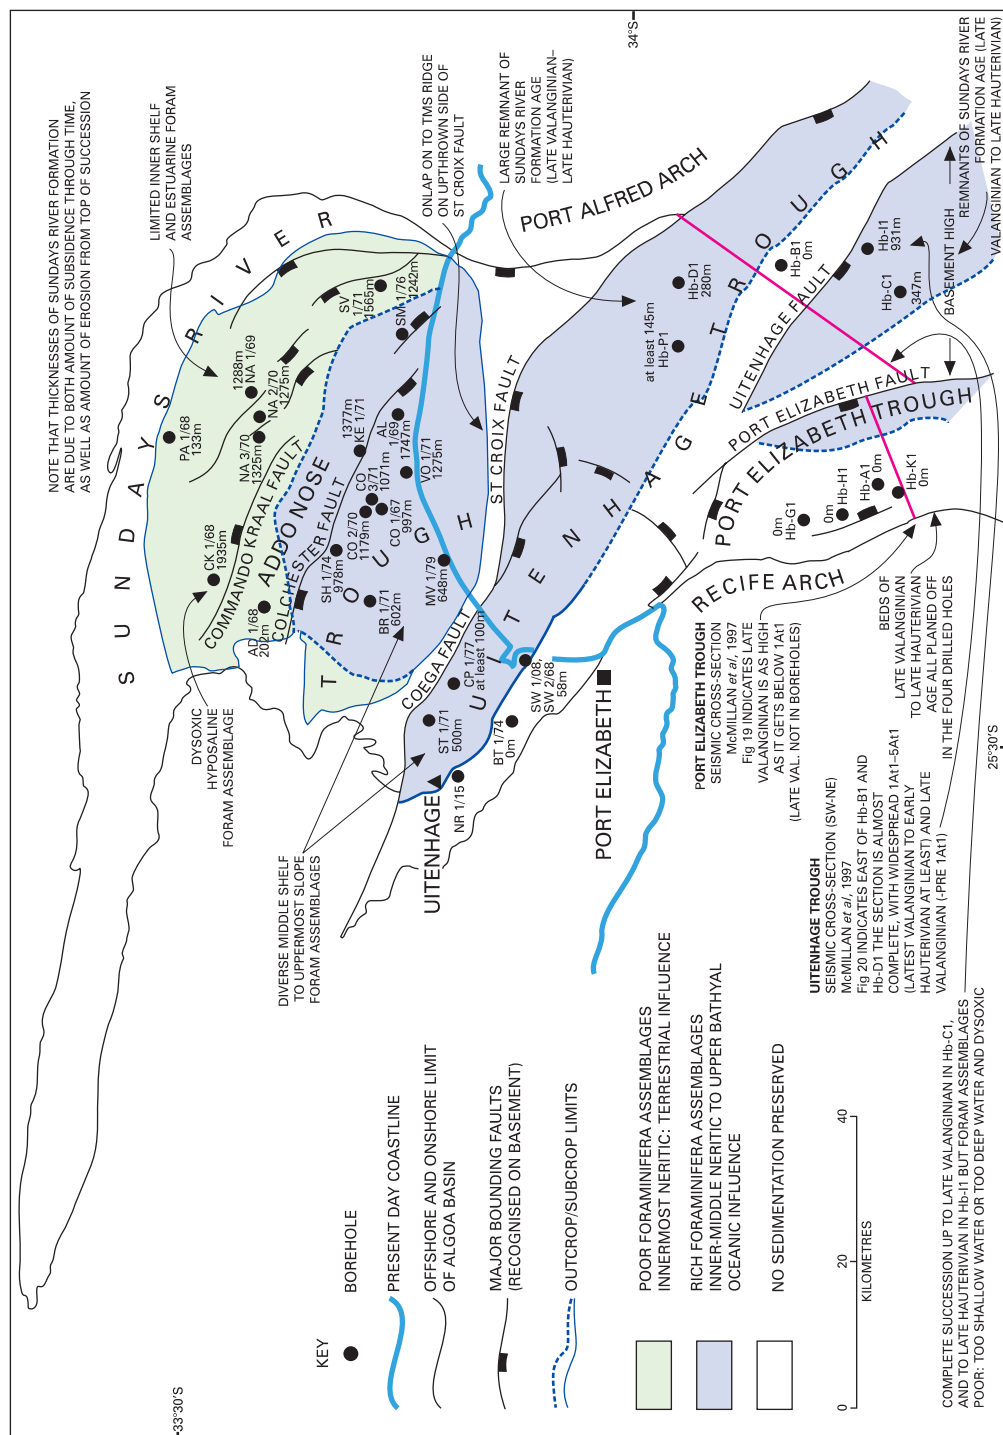 NOTE THAT THICKNESSES OF SUNDAYS RIVER FORMATION
ARE DUE TO BOTH AMOUNT OF SUBSIDENCE THROUGH TIME,
AS WELL AS AMOUNT OF EROSION FROM TOP OF SUCCESSION
LIMITED INNER SHELF
AND ESTUARINE FORAM
ASSEMBLAGES
SUNDAYS RIVER
TROUGH
PA 1/68
133m
1288m
NA 1/69
NA 2/70
1275m
NA 3/70
1325m
CK 1/68
1935m
COMMANDO KRAAL FAULT
AD 1/68
202m
ADDO NOSE
COLCHESTER FAULT
SV
1/71
1565m
SM 1/76
1242m
1377m
KE 1/71
AL
1/69
1747m
VO 1/71
1275m
CO
3/71
1071m
CO 2/70
1179m
CO 1/67
997m
SH 1/74
978m
BR 1/71
602m
MV 1/79
648m
DYSOXIC
HYPOSALINE
FORAM ASSEMBLAGE
DIVERSE MIDDLE SHELF
TO UPPERMOST SLOPE
FORAM ASSEMBLAGES
ONLAP ON TO TMS RIDGE
ON UPTHROWN SIDE OF
ST CROIX FAULT
ST CROIX FAULT
COEGA FAULT
PORT ALFRED ARCH
LARGE REMNANT OF
SUNDAYS RIVER
FORMATION AGE
(LATE VALANGINIAN–
LATE HAUTERIVIAN)
34°S
UITENHAGE TROUGH
CP 1/77
at least 100m
ST 1/71
500m
UITENHAGE
NR 1/15
BT 1/74
0m
SW 1/08,
SW 2/68
58m
PORT ELIZABETH
at least 145m
Hb-P1
Hb-D1
280m
Hb-B1
0m
UITENHAGE FAULT
Hb-I1
931m
Hb-C1
347m
BASEMENT HIGH
REMNANTS OF SUNDAYS RIVER
FORMATION AGE (LATE
VALANGINIAN TO LATE HAUTERIVIAN)
PORT ELIZABETH FAULT
PORT ELIZABETH TROUGH
0m
Hb-G1
0m
Hb-H1
0m
Hb-A1
Hb-K1
0m
RECIFE ARCH
BEDS OF
LATE VALANGINIAN
TO LATE HAUTERIVIAN
AGE ALL PLANED OFF
IN THE FOUR DRILLED HOLES
PORT ELIZABETH TROUGH
SEISMIC CROSS-SECTION
McMILLAN et al, 1997
Fig 19 INDICATES LATE
VALANGINIAN IS AS HIGH
AS IT GETS BELOW 1At1
(LATE VAL. NOT IN BOREHOLES)
25°30'S
UITENHAGE TROUGH
SEISMIC CROSS-SECTION (SW-NE)
McMILLAN et al, 1997
Fig 20 INDICATES EAST OF Hb-B1 AND
Hb-D1 THE SECTION IS ALMOST
COMPLETE, WITH WIDESPREAD 1At1–5At1
(LATEST VALANGINIAN TO EARLY
HAUTERIVIAN AT LEAST) AND LATE
VALANGINIAN (-PRE 1At1)
COMPLETE SUCCESSION UP TO LATE VALANGINIAN IN Hb-C1,
AND TO LATE HAUTERIVIAN IN Hb-I1 BUT FORAM ASSEMBLAGES
POOR: TOO SHALLOW WATER OR TOO DEEP WATER AND DYSOXIC
33°30'S
KEY
BOREHOLE
PRESENT DAY COASTLINE
OFFSHORE AND ONSHORE LIMIT
OF ALGOA BASIN
MAJOR BOUNDING FAULTS
(RECOGNISED ON BASEMENT)
OUTCROP/SUBCROP LIMITS
POOR FORAMINIFERA ASSEMBLAGES
INNERMOST NERITIC: TERRESTRIAL INFLUENCE
RICH FORAMINIFERA ASSEMBLAGES
INNER-MIDDLE NERITIC TO UPPER BATHYAL
OCEANIC INFLUENCE
NO SEDIMENTATION PRESERVED
0 20 40
KILOMETRES